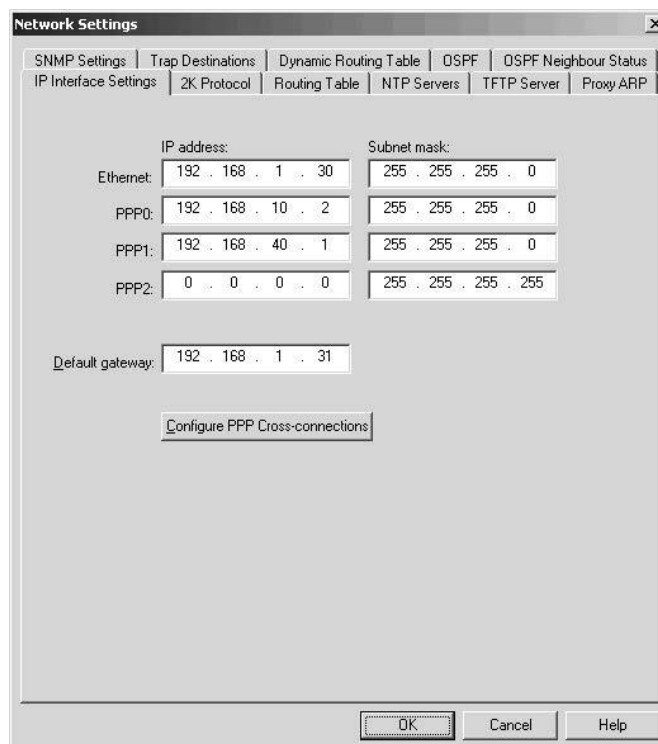 Network Settings
SNMP Settings Trap Destinations Dynamic Routing Table OSPF OSPF Neighbour Status
IP Interface Settings 2K Protocol Routing Table NTP Servers TFTP Server Proxy ARP
IP address: Subnet mask:
Ethernet: 192 . 168 . 1 . 30 255 . 255 . 255 . 0
PPP0: 192 . 168 . 10 . 2 255 . 255 . 255 . 0
PPP1: 192 . 168 . 40 . 1 255 . 255 . 255 . 0
PPP2: 0 . 0 . 0 . 0 255 . 255 . 255 . 255
Default gateway: 192 . 168 . 1 . 31
Configure PPP Cross-connections
OK Cancel Help